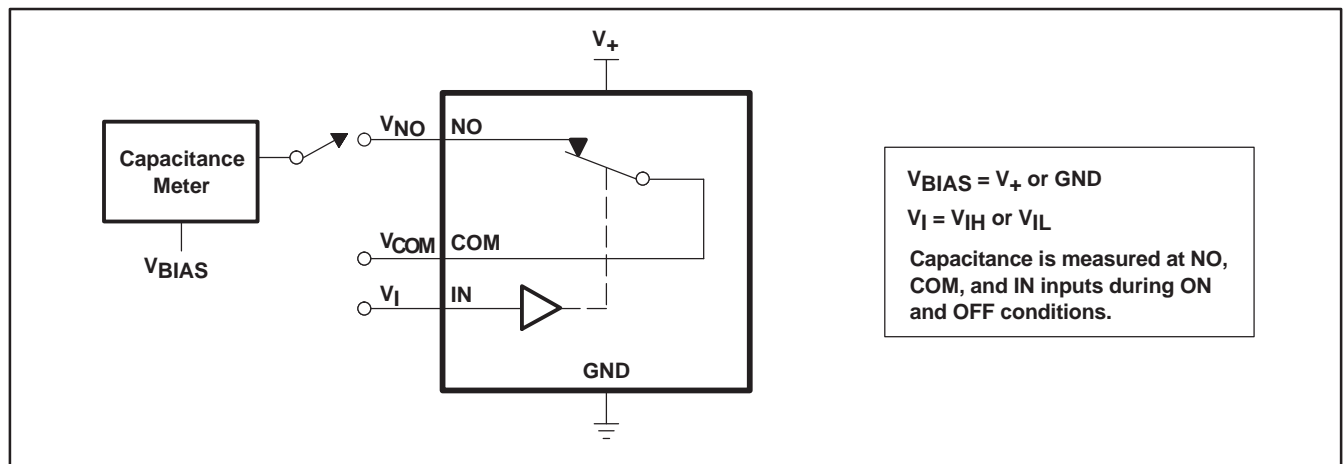 V+
VNO NO
Capacitance
Meter
VBIAS
VCOM COM
VI IN
GND
VBIAS = V+ or GND
VI = VIH or VIL
Capacitance is measured at NO,
COM, and IN inputs during ON
and OFF conditions.